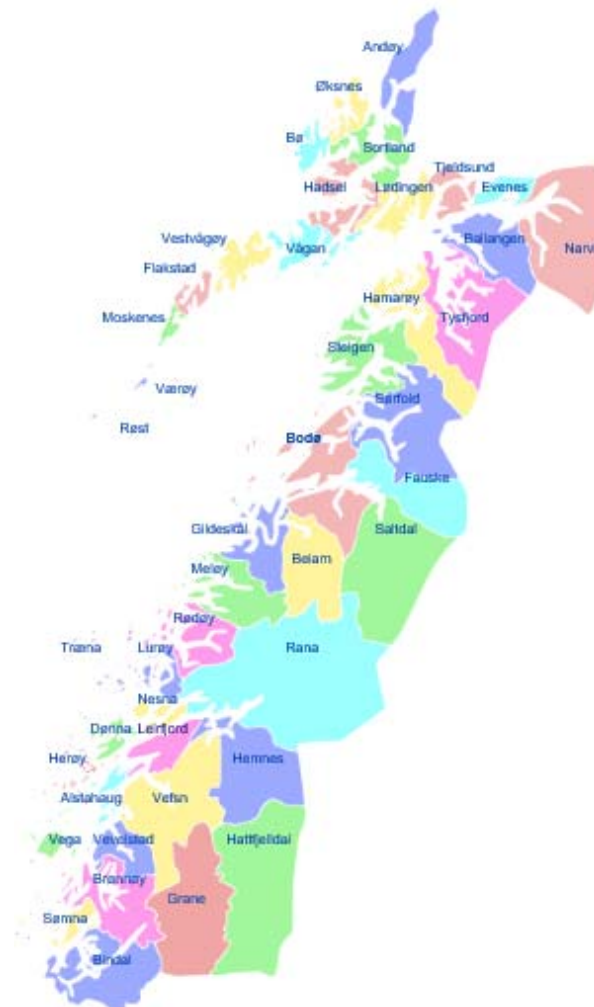 Andøy
Øksnes
Bø
Sortland
Hadsel
Lødingen
Tjeldsund
Evenes
Vestvågøy
Vågan
Ballangen
Narv
Flakstad
Hamarøy
Moskenes
Tysfjord
Steigen
Værøy
Sørfold
Røst
Bodø
Fauske
Gildeskål
Saltdal
Beiarn
Meløy
Rødøy
Træna
Lurøy
Rana
Nesna
Dønna
Leirfjord
Herøy
Hemnes
Alstahaug
Vefsn
Vega
Vevelstad
Hattfjelldal
Brønnøy
Grane
Sømna
Bindal